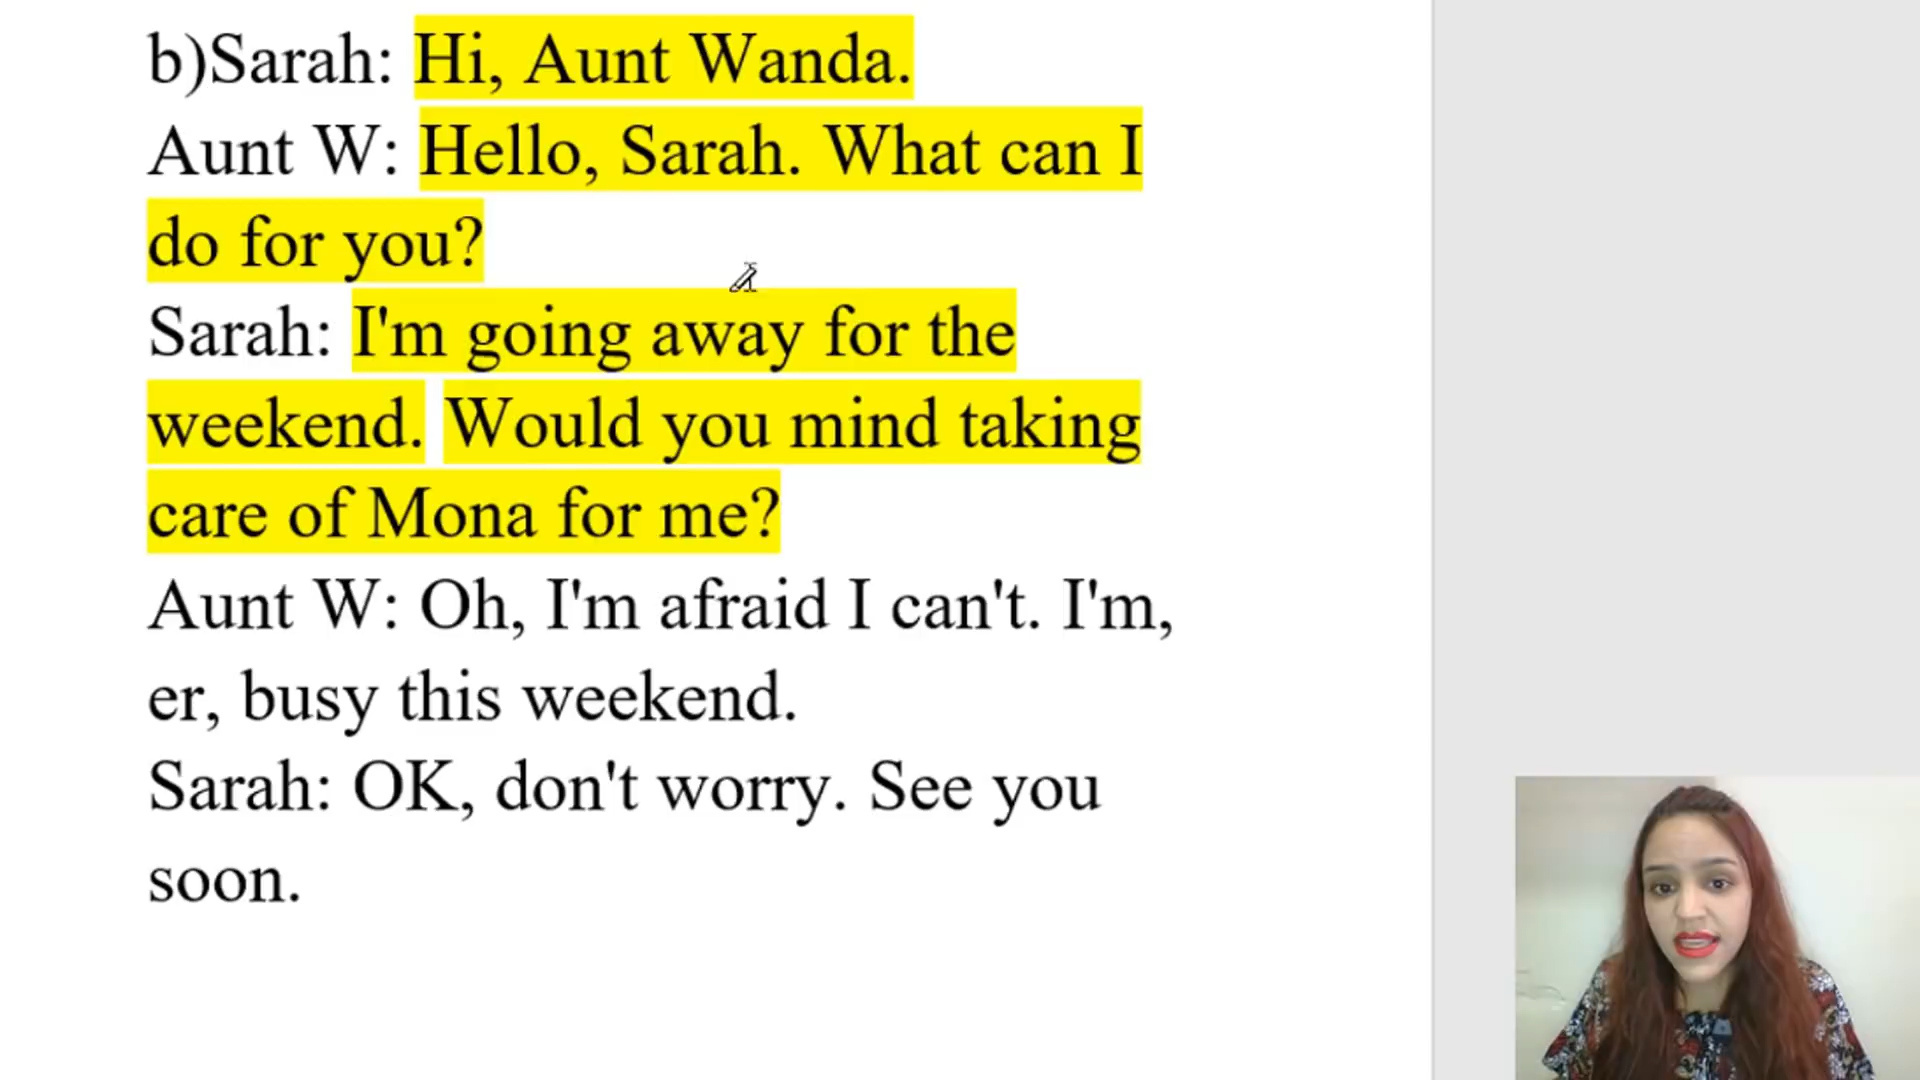 b)Sarah: Hi, Aunt Wanda.
Aunt W: Hello, Sarah. What can I
do for you?
Sarah: I'm going away for the
weekend. Would you mind taking
care of Mona for me?
Aunt W: Oh, I'm afraid I can't. I'm,
er, busy this weekend.
Sarah: OK, don't worry. See you
soon.